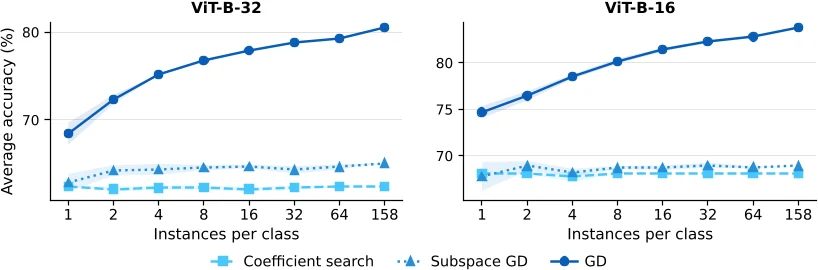 ViT-B-32
ViT-B-16
Average accuracy (%)
80
70
1 2 4 8 16 32 64 158
Instances per class
80
75
70
1 2 4 8 16 32 64 158
Instances per class
Coefficient search Subspace GD GD